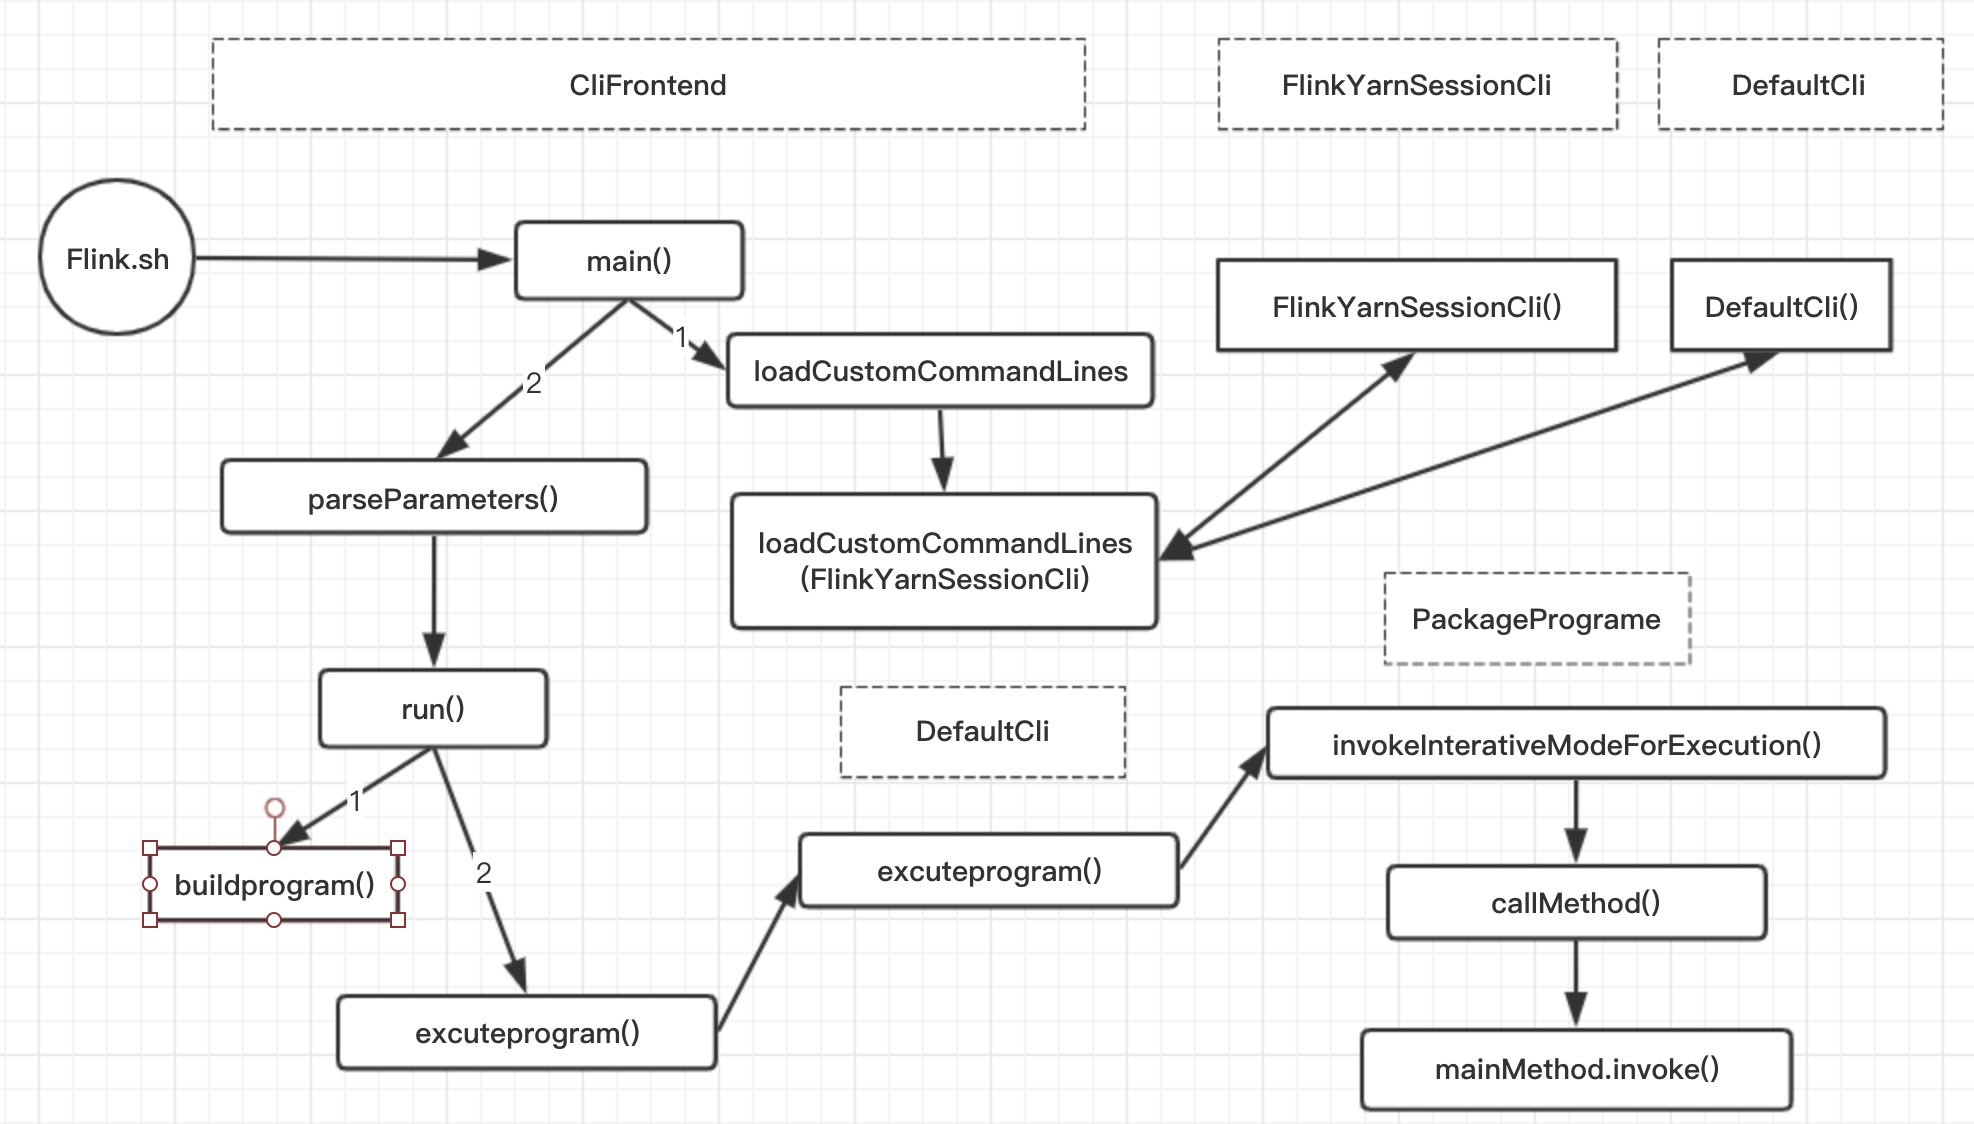 CliFrontend
FlinkYarnSessionCli
DefaultCli
Flink.sh
main()
FlinkYarnSessionCli()
DefaultCli()
1
loadCustomCommandLines
2
parseParameters()
loadCustomCommandLines
(FlinkYarnSessionCli)
PackagePrograme
run()
DefaultCli
invokeInterativeModeForExecution()
1
buildprogram()
2
excuteprogram()
callMethod()
excuteprogram()
mainMethod.invoke()